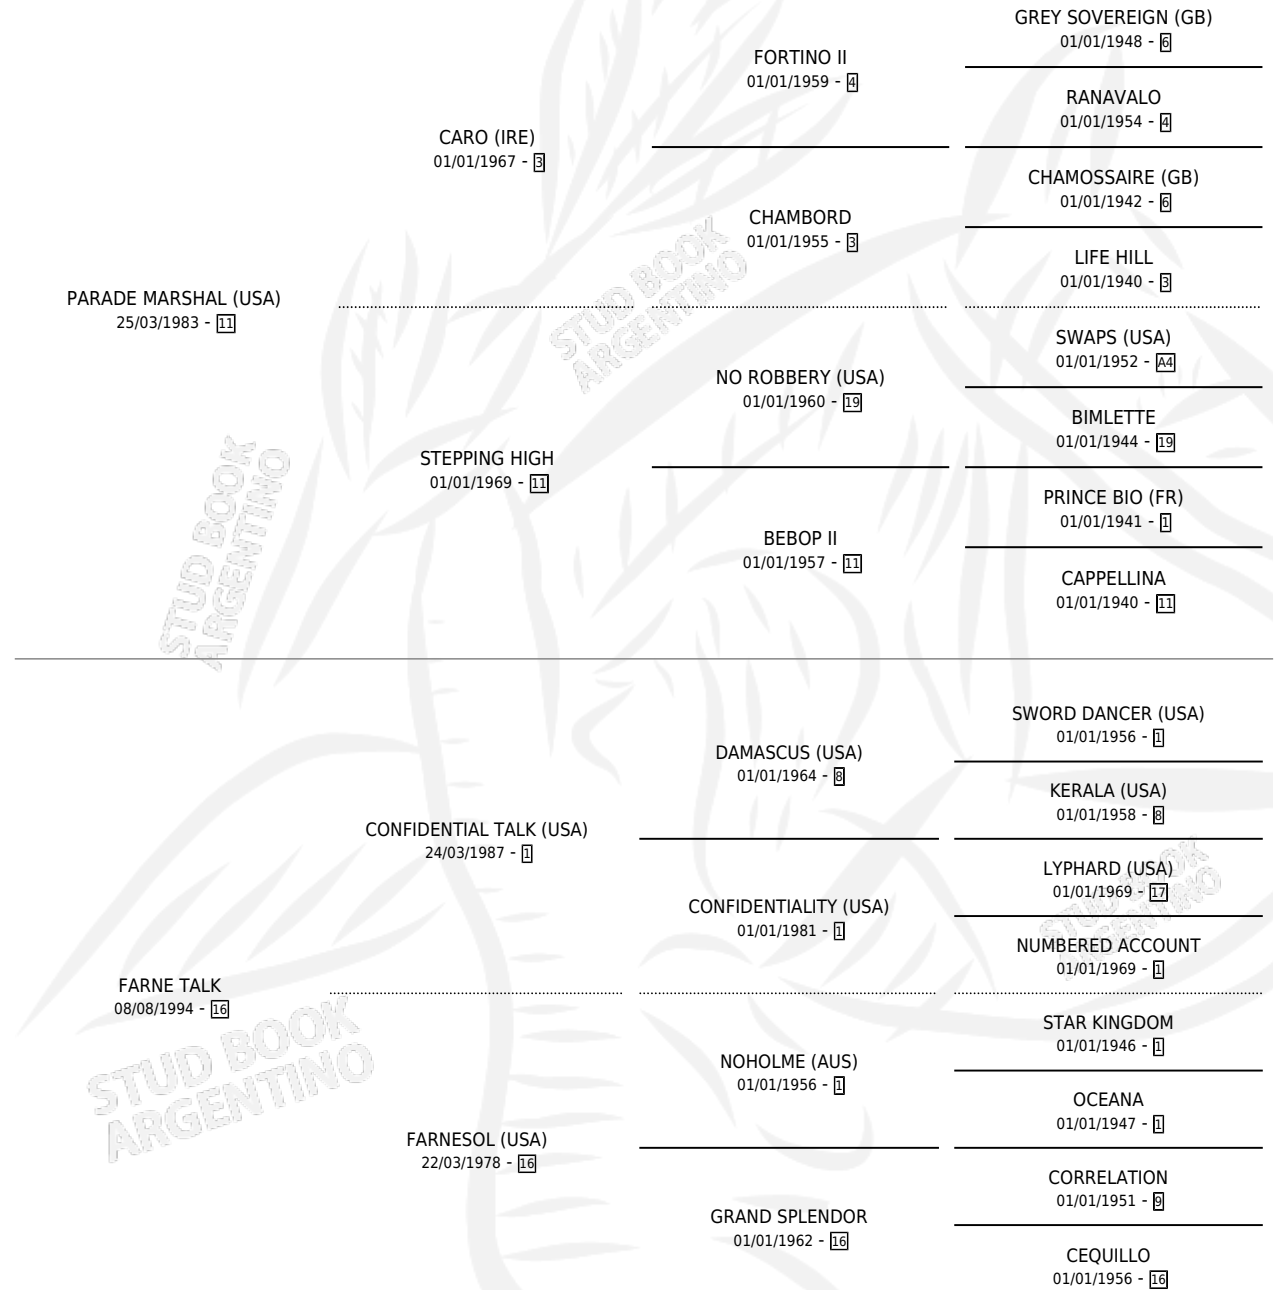 GREY SOVEREIGN (GB)
01/01/1948 - 6
FORTINO II
01/01/1959 - 4
RANAVALO
01/01/1954 - 4
CARO (IRE)
01/01/1967 - 3
CHAMOSSAIRE (GB)
01/01/1942 - 6
CHAMBORD
01/01/1955 - 3
LIFE HILL
01/01/1940 - 3
PARADE MARSHAL (USA)
25/03/1983 - 11
SWAPS (USA)
01/01/1952 - A4
NO ROBBERY (USA)
01/01/1960 - 19
BIMLETTE
01/01/1944 - 19
STEPPING HIGH
01/01/1969 - 11
PRINCE BIO (FR)
01/01/1941 - 1
BEBOP II
01/01/1957 - 11
CAPPELLINA
01/01/1940 - 11
SWORD DANCER (USA)
01/01/1956 - 1
DAMASCUS (USA)
01/01/1964 - 8
KERALA (USA)
01/01/1958 - 8
CONFIDENTIAL TALK (USA)
24/03/1987 - 1
LYPHARD (USA)
01/01/1969 - 17
CONFIDENTIALITY (USA)
01/01/1981 - 1
NUMBERED ACCOUNT
01/01/1969 - 1
FARNE TALK
08/08/1994 - 16
STAR KINGDOM
01/01/1946 - 1
NOHOLME (AUS)
01/01/1956 - 1
OCEANA
01/01/1947 - 1
FARNESOL (USA)
22/03/1978 - 16
CORRELATION
01/01/1951 - 9
GRAND SPLENDOR
01/01/1962 - 16
CEQUILLO
01/01/1956 - 16
STUD BOOK
ARGENTINO
STUD BOOK
ARGENTINO
STUD BOOK
ARGENTINO
STUD BOOK
ARGENTINO